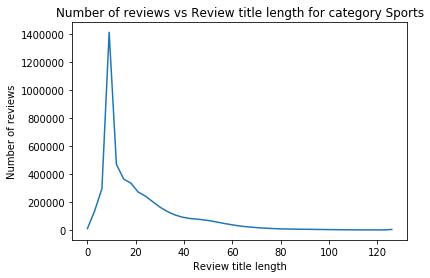 Number of reviews vs Review title length for category Sports
1400000
1200000
1000000
800000
600000
400000
200000
0
Number of reviews
0 20 40 60 80 100 120
Review title length